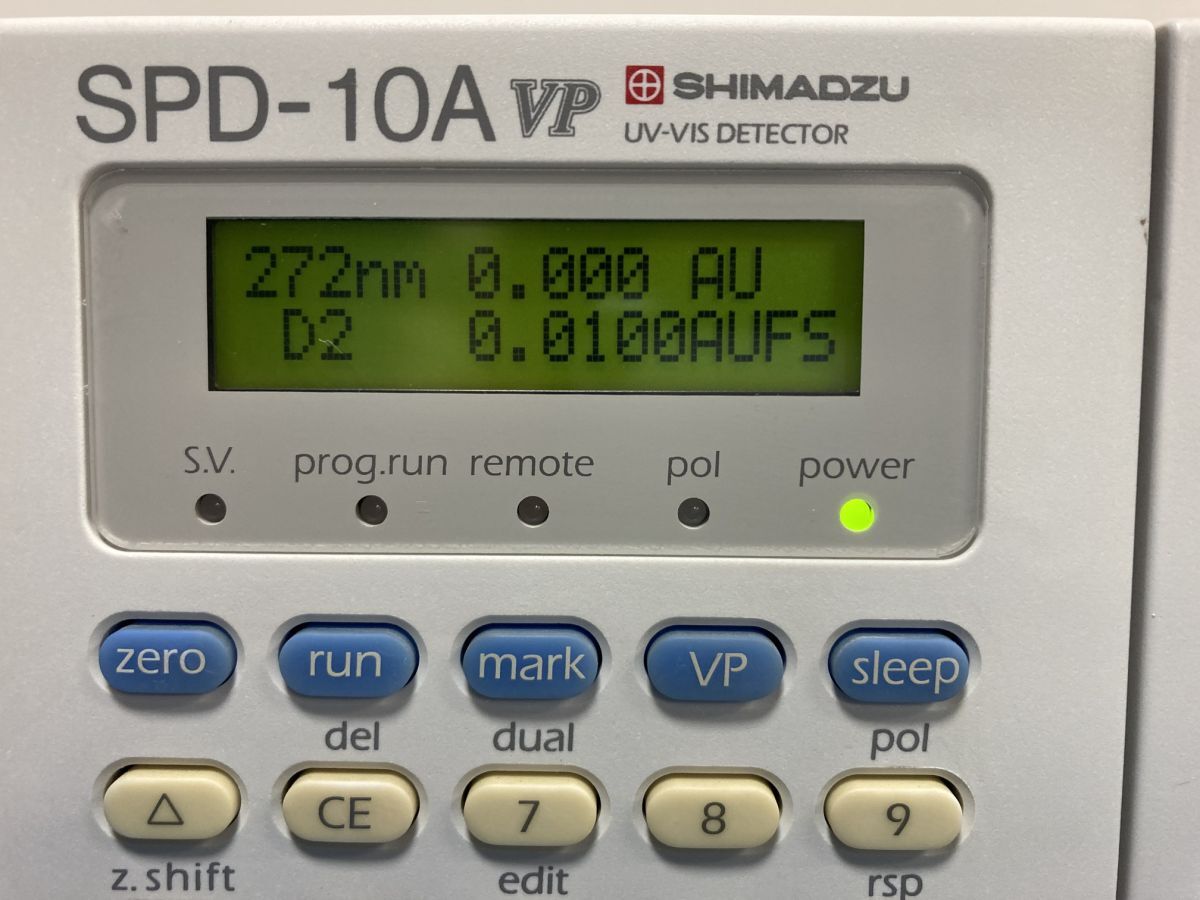 SPD-10A VP SHIMADZU
UV-VIS DETECTOR
272nm 0.000 AU
D2 0.0100AUFS
S.V. prog.run remote pol power
zero run mark VP sleep
del dual pol
△ CE 7 8 9
z.shift edit rsp